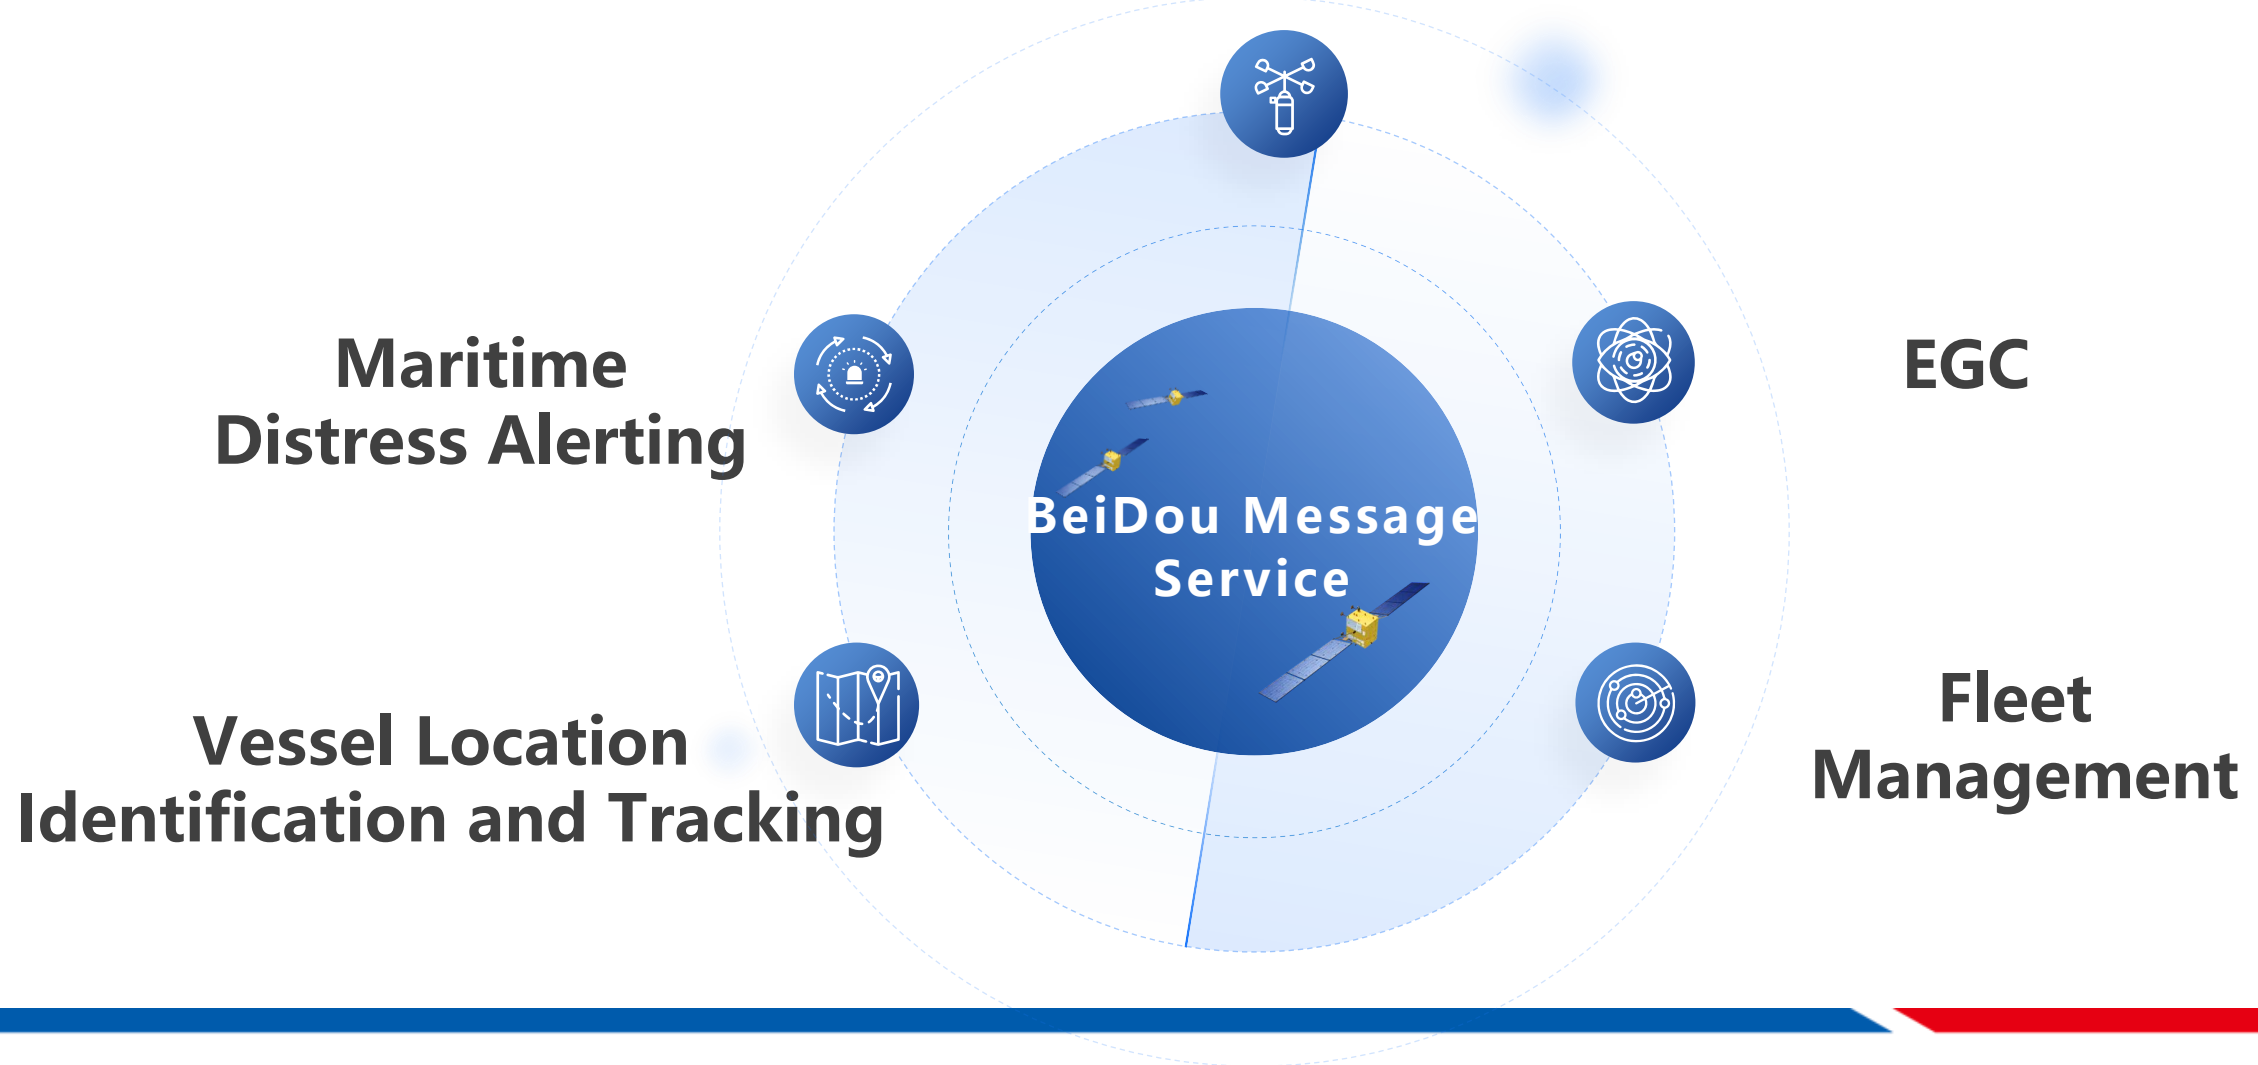 Maritime
Distress Alerting
EGC
BeiDou Message
Service
Vessel Location
Identification and Tracking
Fleet
Management